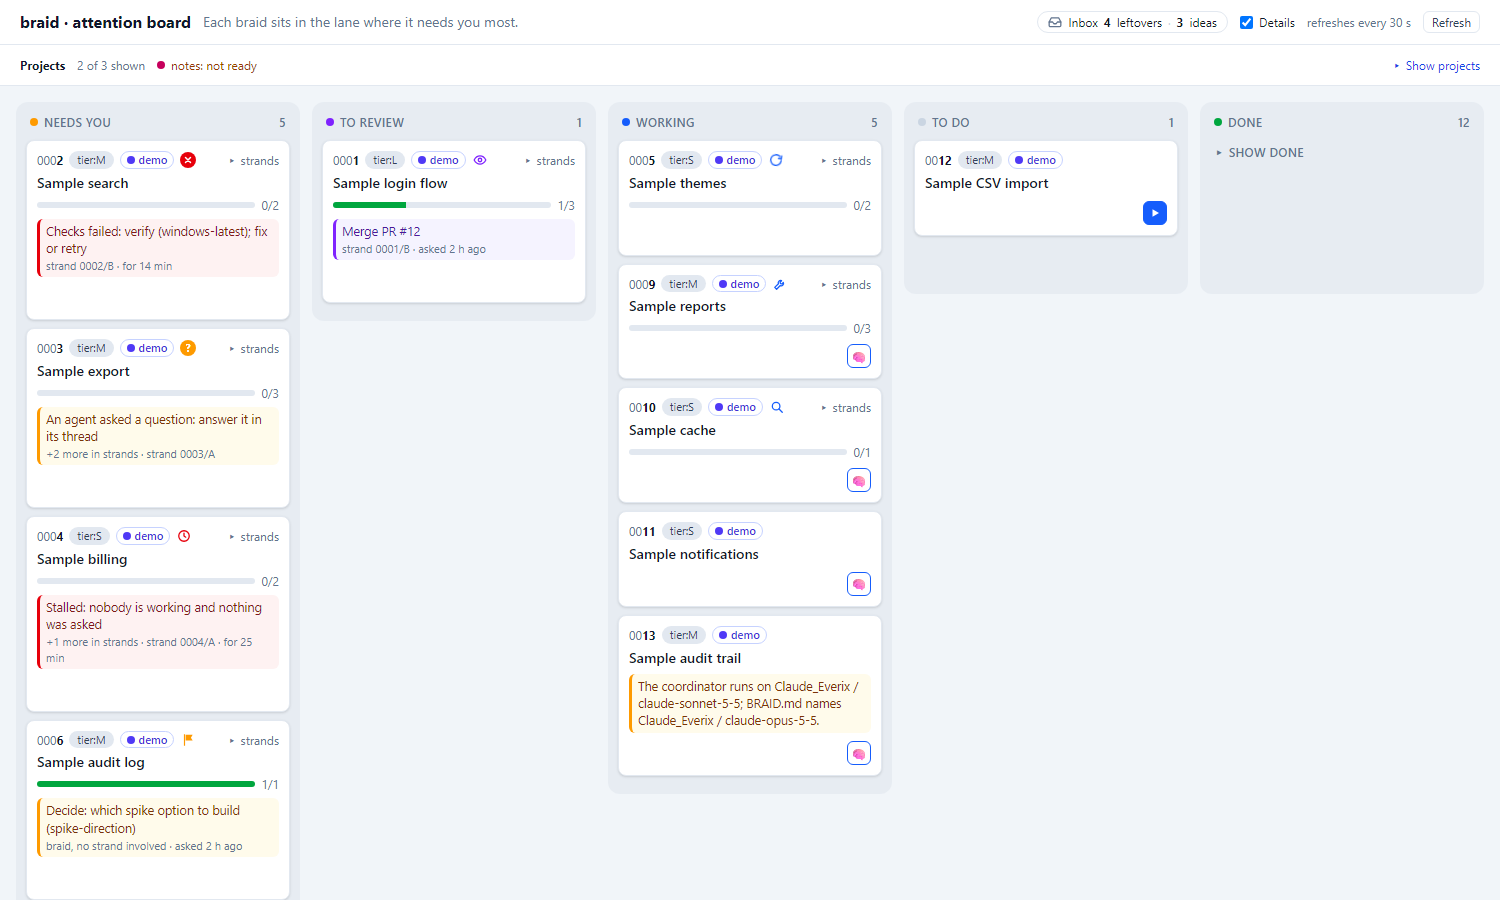 braid · attention board Each braid sits in the lane where it needs you most. Inbox 4 leftovers · 3 ideas Details refreshes every 30 s Refresh
Projects 2 of 3 shown notes: not ready Show projects
NEEDS YOU 5
0002 tier:M demo strands
Sample search
0/2
Checks failed: verify (windows-latest); fix
or retry
strand 0002/B · for 14 min
0003 tier:M demo ? strands
Sample export
0/3
An agent asked a question: answer it in
its thread
+2 more in strands · strand 0003/A
0004 tier:S demo strands
Sample billing
0/2
Stalled: nobody is working and nothing
was asked
+1 more in strands · strand 0004/A · for 25
min
0006 tier:M demo strands
Sample audit log
1/1
Decide: which spike option to build
(spike-direction)
braid, no strand involved · asked 2 h ago
TO REVIEW 1
0001 tier:L demo strands
Sample login flow
1/3
Merge PR #12
strand 0001/B · asked 2 h ago
WORKING 5
0005 tier:S demo strands
Sample themes
0/2
0009 tier:M demo strands
Sample reports
0/3
0010 tier:S demo strands
Sample cache
0/1
0011 tier:S demo
Sample notifications
0013 tier:M demo
Sample audit trail
The coordinator runs on Claude_Everix /
claude-sonnet-5-5; BRAID.md names
Claude_Everix / claude-opus-5-5.
TO DO 1
0012 tier:M demo
Sample CSV import
DONE 12
SHOW DONE